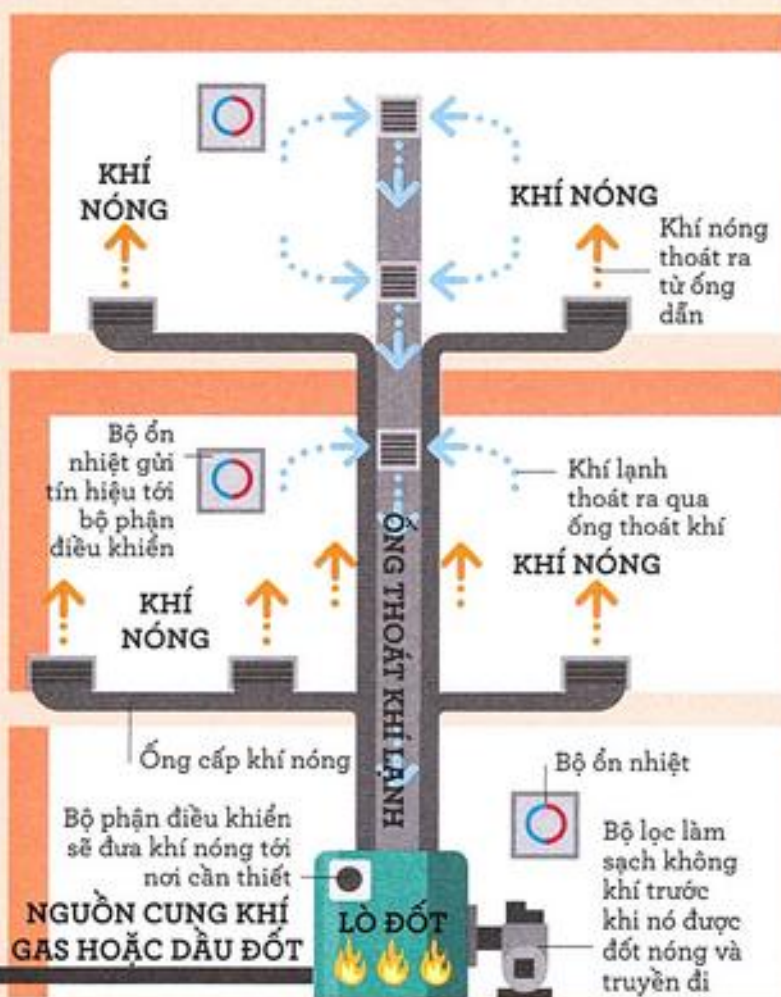 KHÍ
NÓNG
KHÍ NÓNG
Khí nóng
thoát ra
từ ống
dẫn
Bộ ổn
nhiệt gửi
tín hiệu tới
bộ phận
điều khiển
Khí lạnh
thoát ra qua
ống thoát khí
KHÍ NÓNG
KHÍ
NÓNG
ỐNG THOÁT KHÍ LẠNH
Ống cấp khí nóng
Bộ ổn nhiệt
Bộ phận điều khiển
sẽ đưa khí nóng tới
nơi cần thiết
Bộ lọc làm
sạch không
khí trước
khi nó được
đốt nóng và
truyền đi
NGUỒN CUNG KHÍ
GAS HOẶC DẦU ĐỐT
LÒ ĐỐT